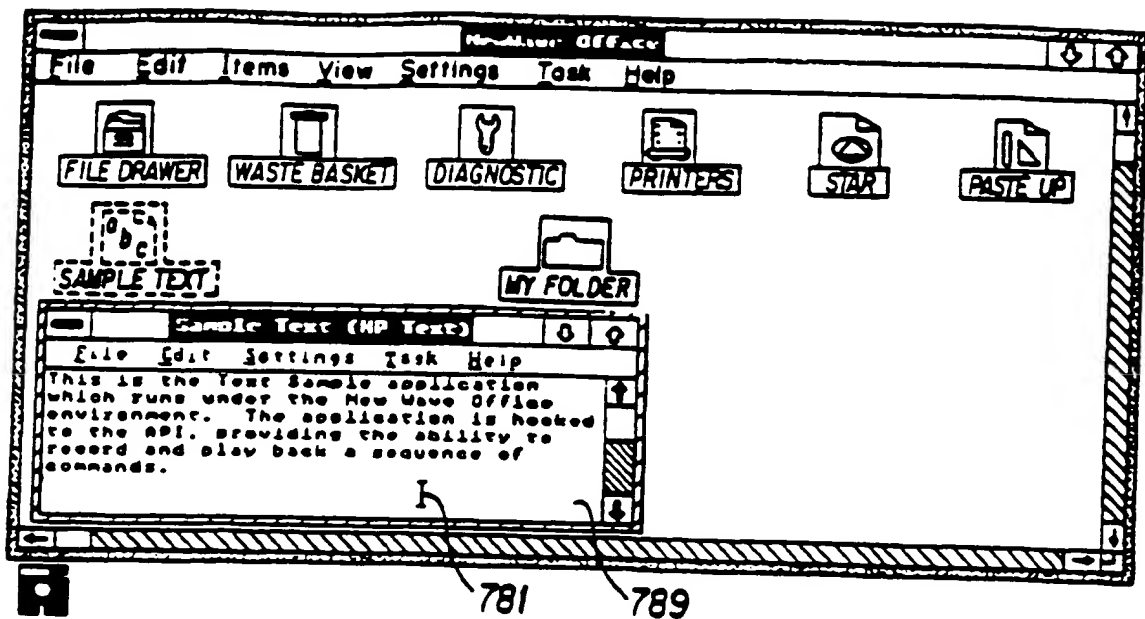 NewWave Office
File Edit Items View Settings Task Help
FILE DRAWER WASTE BASKET DIAGNOSTIC PRINTERS STAR PASTE UP
abc
SAMPLE TEXT MY FOLDER
Sample Text (HP Text)
File Edit Settings Task Help
This is the Text Sample application
which runs under the New Wave Office
environment. The application is hooked
to the API, providing the ability to
record and play back a sequence of
commands.
781 789